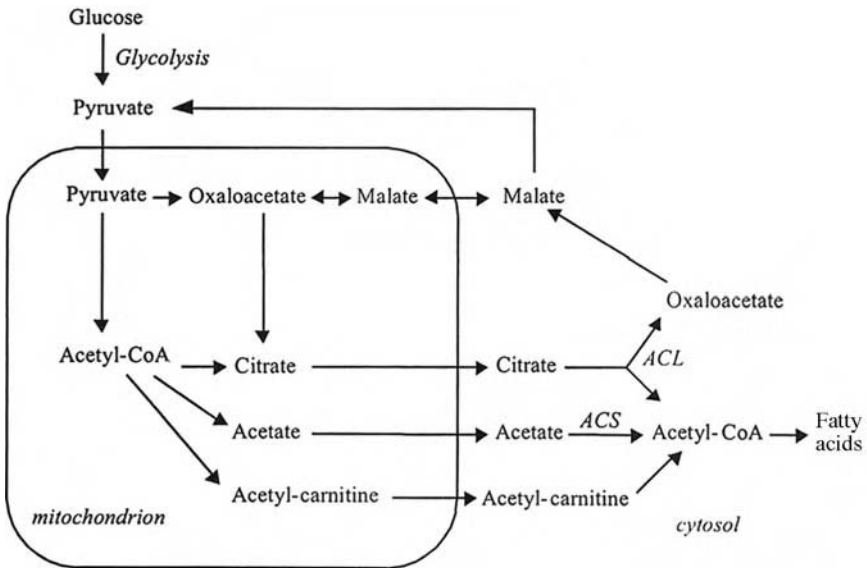 Glucose
Glycolysis
Pyruvate
Pyruvate Oxaloacetate Malate Malate
Oxaloacetate
Acetyl-CoA Citrate Citrate ACL
Acetate Acetate ACS Acetyl-CoA Fatty
acids
Acetyl-carnitine Acetyl-carnitine
mitochondrion cytosol